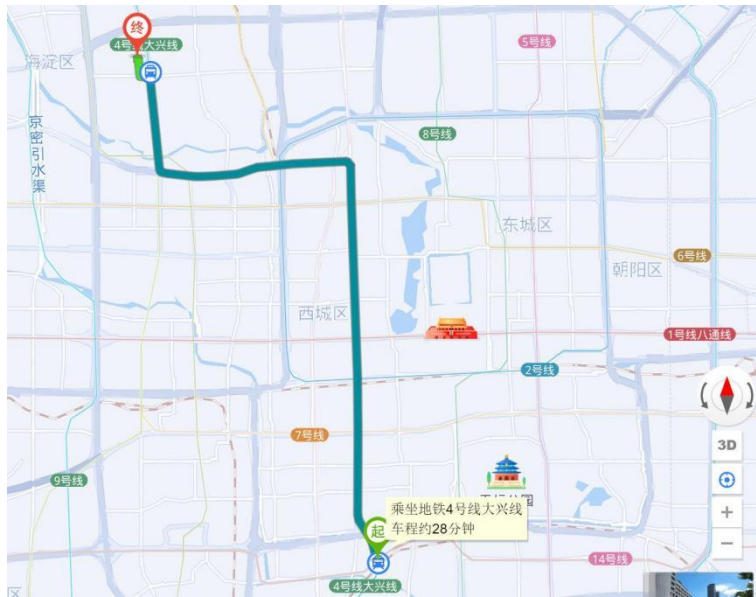 终
4号线大兴线
5号线
海淀区
京密引水渠
8号线
东城区
6号线
朝阳区
西城区
1号线八通线
2号线
7号线
3D
9号线
乘坐地铁4号线大兴线
车程约28分钟
起
14号线
4号线大兴线
区